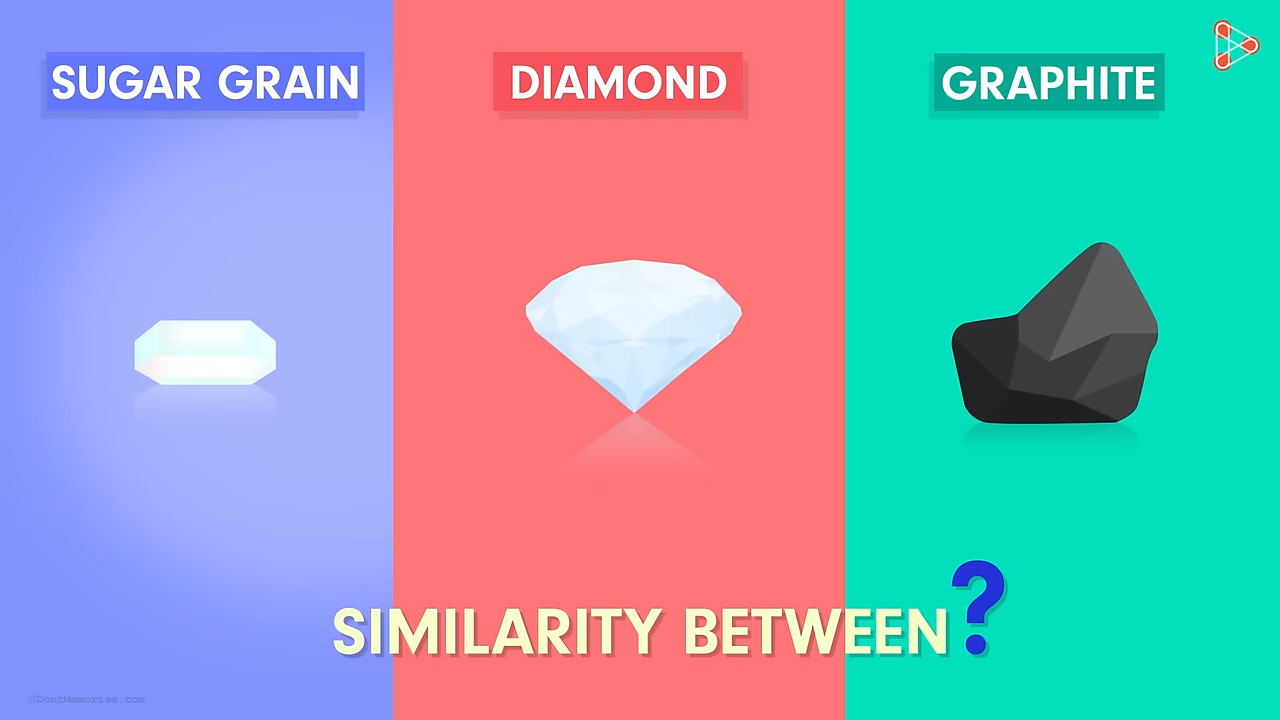 SUGAR GRAIN
DIAMOND
GRAPHITE
SIMILARITY BETWEEN?
©DontMemorise.com